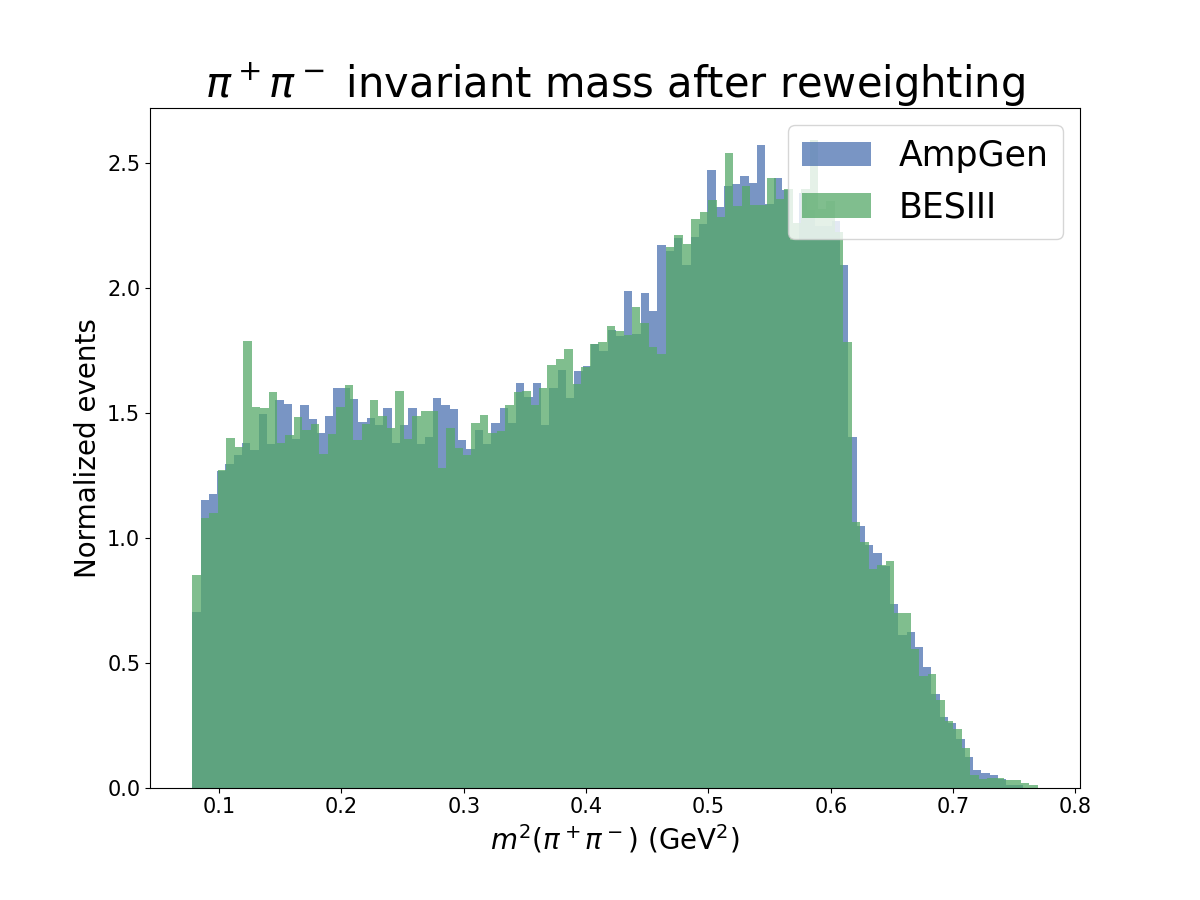 π⁺π⁻ invariant mass after reweighting
AmpGen
BESIII
Normalized events
2.5
2.0
1.5
1.0
0.5
0.0
0.1 0.2 0.3 0.4 0.5 0.6 0.7 0.8
m²(π⁺π⁻) (GeV²)